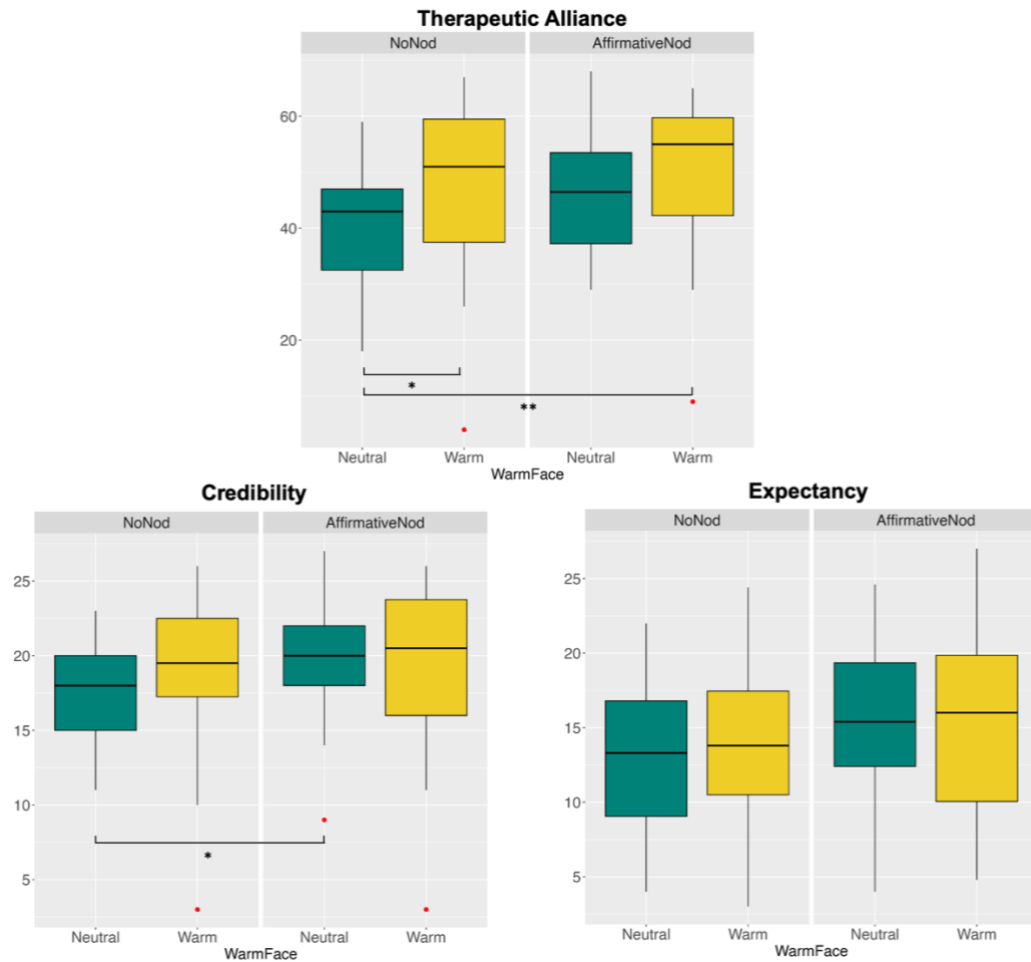 Therapeutic Alliance
NoNod AffirmativeNod
60
40
20
*
**
Neutral Warm Neutral Warm
WarmFace
Credibility
NoNod AffirmativeNod
25
20
15
10
5
*
Neutral Warm Neutral Warm
WarmFace
Expectancy
NoNod AffirmativeNod
25
20
15
10
5
Neutral Warm Neutral Warm
WarmFace